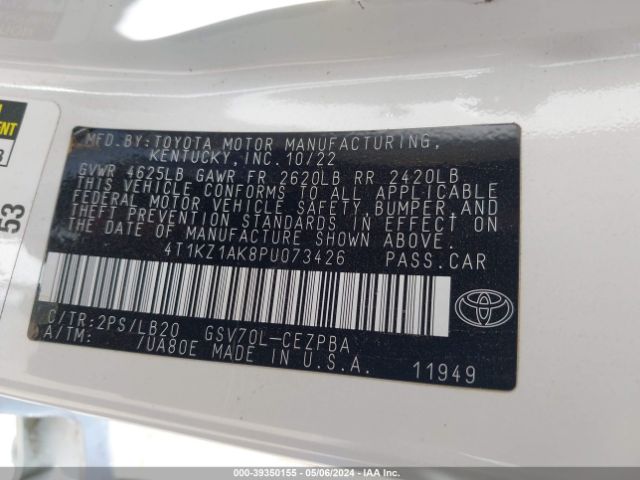 MFD.BY:TOYOTA MOTOR MANUFACTURING,
KENTUCKY,INC.10/22
GVWR 4625LB GAWR FR 2620LB RR 2420LB
THIS VEHICLE CONFORMS TO ALL APPLICABLE
FEDERAL MOTOR VEHICLE SAFETY,BUMPER,AND
THEFT PREVENTION STANDARDS IN EFFECT ON
THE DATE OF MANUFACTURE SHOWN ABOVE.
4T1KZ1AK8PU073426 PASS.CAR
C/TR:2PS/LB20 GSV70L-CEZPBA
A/TM: /UA80E MADE IN U.S.A.
11949
53
000-39350155 - 05/06/2024 - IAA Inc.